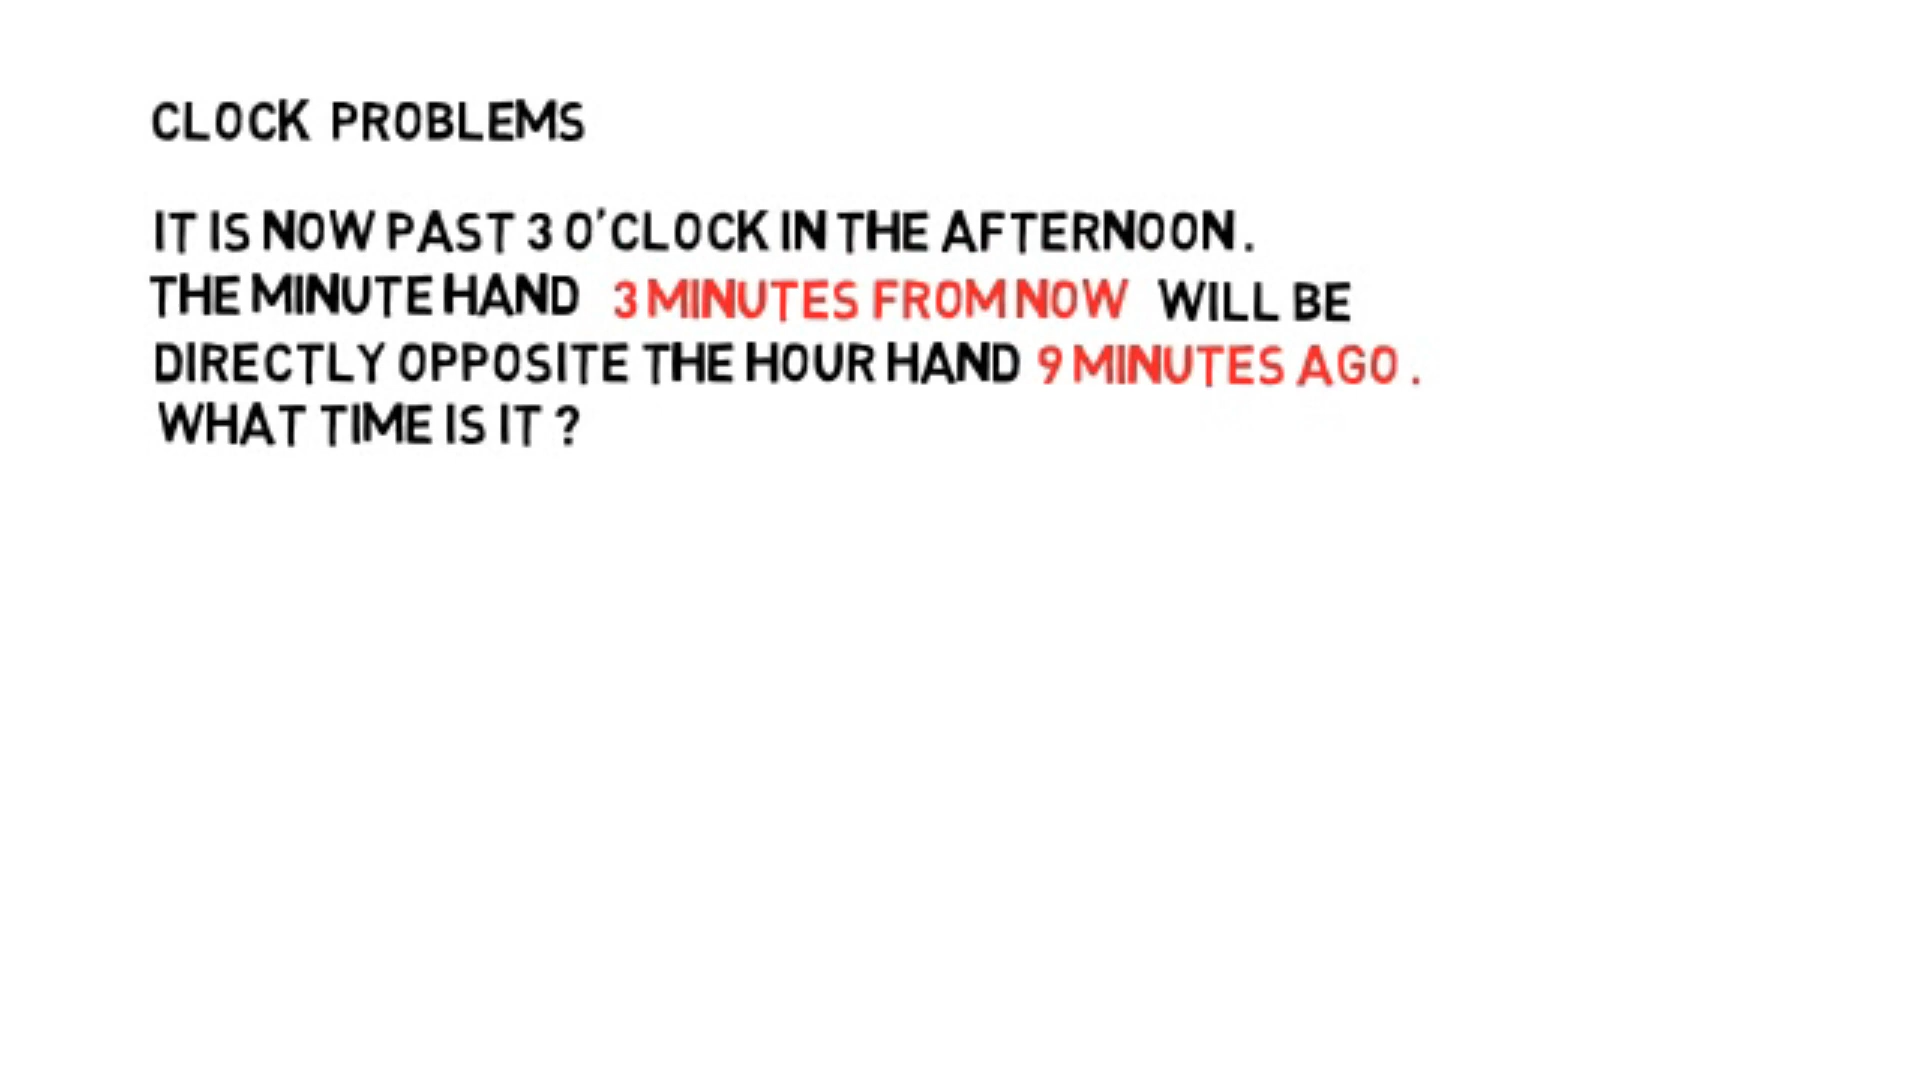 CLOCK PROBLEMS
IT IS NOW PAST 3 O'CLOCK IN THE AFTERNOON.
THE MINUTE HAND 3 MINUTES FROM NOW WILL BE
DIRECTLY OPPOSITE THE HOUR HAND 9 MINUTES AGO.
WHAT TIME IS IT?